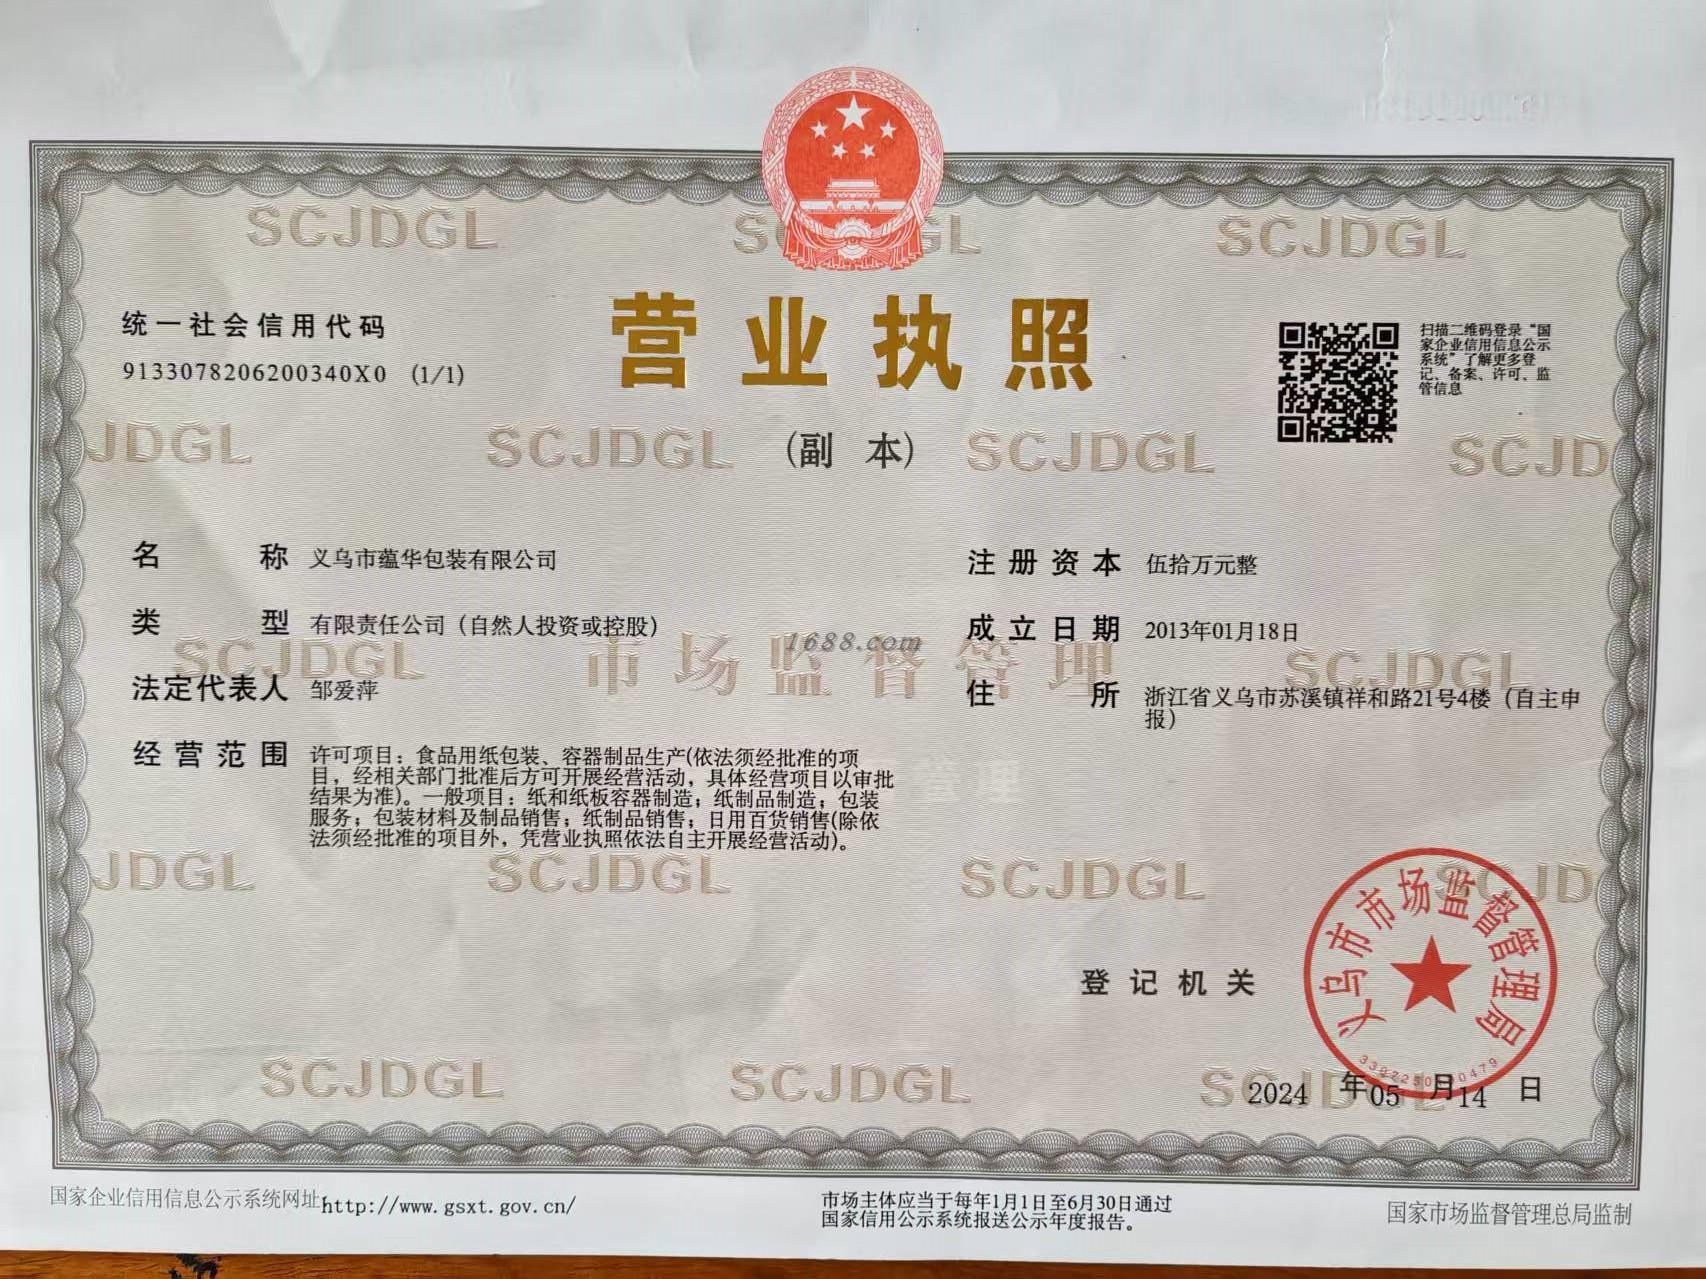 SCJDGL
SCJDGL
统一社会信用代码
9133078206200340X0 (1/1)
营业执照
(副 本)
扫描二维码登录“国
家企业信用信息公示
系统”了解更多登
记、备案、许可、监
管信息
JDGL
SCJDGL
SCJDGL
SCJD
名称 义乌市蕴华包装有限公司
类型 有限责任公司（自然人投资或控股）
法定代表人 邹爱萍
经营范围 许可项目：食品用纸包装、容器制品生产(依法须经批准的项
目，经相关部门批准后方可开展经营活动，具体经营项目以审批
结果为准)。一般项目：纸和纸板容器制造；纸制品制造；包装
服务；包装材料及制品销售；纸制品销售；日用百货销售(除依
法须经批准的项目外，凭营业执照依法自主开展经营活动)。
注册资本 伍拾万元整
成立日期 2013年01月18日
住所 浙江省义乌市苏溪镇祥和路21号4楼（自主申
报）
SCJDGL
市场监督管理
1688.com
SCJDGL
管理
JDGL
SCJDGL
SCJDGL
SCJD
登记机关
义乌市市场监督管理局
2024 年05 月14 日
SCJDGL
SCJDGL
SCJDGL
国家企业信用信息公示系统网址:http://www.gsxt.gov.cn/
市场主体应当于每年1月1日至6月30日通过
国家信用公示系统报送公示年度报告。
国家市场监督管理总局监制